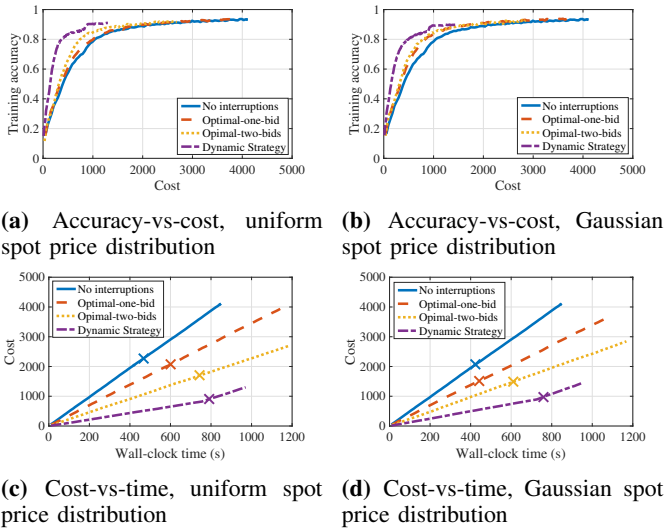 1
0.8
0.6
0.4
0.2
0
Training accuracy
No interruptions
Optimal-one-bid
Opimal-two-bids
Dynamic Strategy
0 1000 2000 3000 4000 5000
Cost
1
0.8
0.6
0.4
0.2
0
Training accuracy
No interruptions
Optimal-one-bid
Opimal-two-bids
Dynamic Strategy
0 1000 2000 3000 4000 5000
Cost
(a) Accuracy-vs-cost, uniform
spot price distribution
(b) Accuracy-vs-cost, Gaussian
spot price distribution
5000
4000
3000
2000
1000
0
Cost
No interruptions
Optimal-one-bid
Opimal-two-bids
Dynamic Strategy
0 200 400 600 800 1000 1200
Wall-clock time (s)
5000
4000
3000
2000
1000
0
Cost
No interruptions
Optimal-one-bid
Opimal-two-bids
Dynamic Strategy
0 200 400 600 800 1000 1200
Wall-clock time (s)
(c) Cost-vs-time, uniform spot
price distribution
(d) Cost-vs-time, Gaussian spot
price distribution